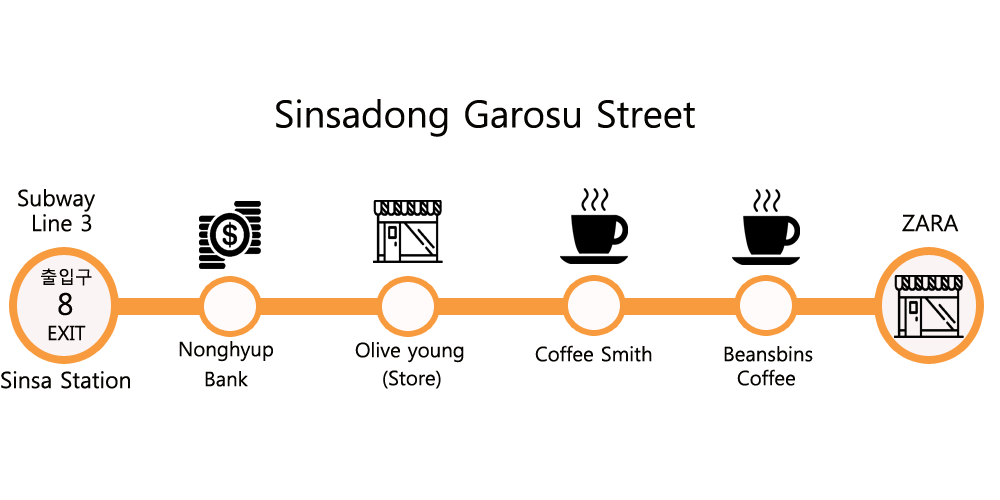 Sinsadong Garosu Street
Subway
Line 3
출입구
8
EXIT
Sinsa Station
$
Nonghyup
Bank
Olive young
(Store)
Coffee Smith
Beansbins
Coffee
ZARA